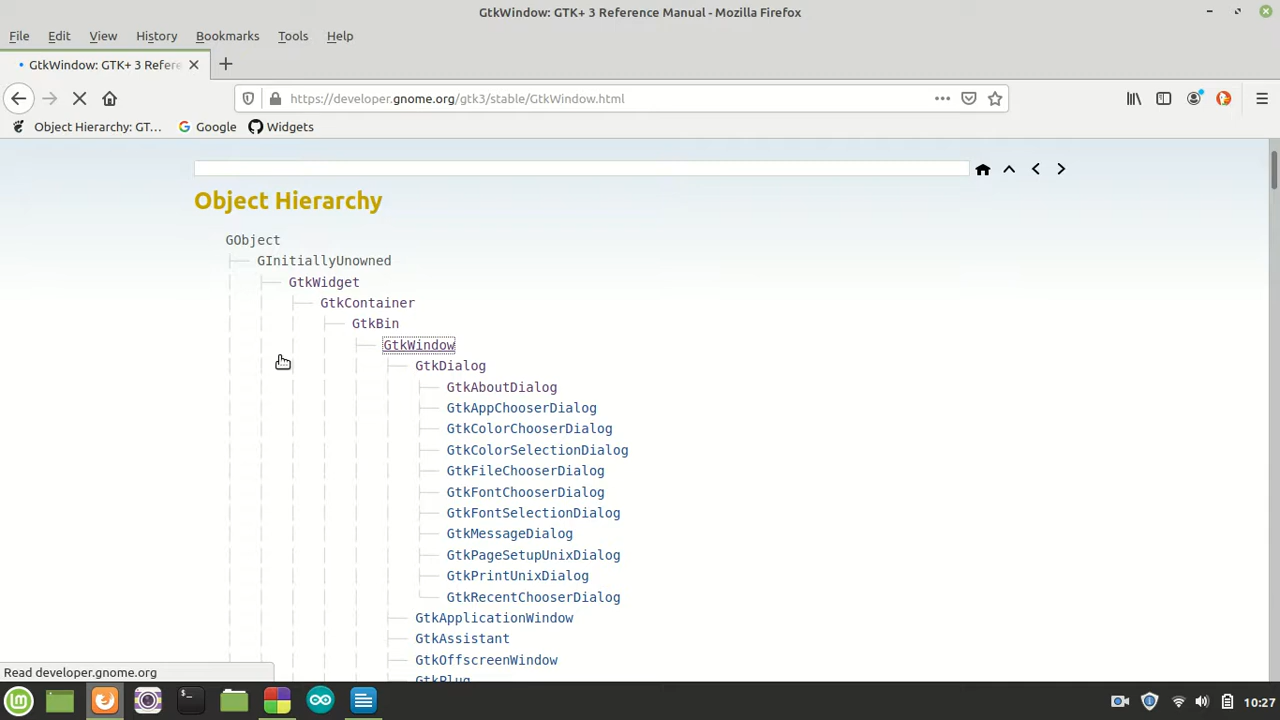 GtkWindow: GTK+ 3 Reference Manual - Mozilla Firefox
File Edit View History Bookmarks Tools Help
GtkWindow: GTK+ 3 Refere
https://developer.gnome.org/gtk3/stable/GtkWindow.html
Object Hierarchy: GT... Google Widgets
Object Hierarchy
GObject
GInitiallyUnowned
GtkWidget
GtkContainer
GtkBin
GtkWindow
GtkDialog
GtkAboutDialog
GtkAppChooserDialog
GtkColorChooserDialog
GtkColorSelectionDialog
GtkFileChooserDialog
GtkFontChooserDialog
GtkFontSelectionDialog
GtkMessageDialog
GtkPageSetupUnixDialog
GtkPrintUnixDialog
GtkRecentChooserDialog
GtkApplicationWindow
GtkAssistant
GtkOffscreenWindow
GtkPlug
Read developer.gnome.org
10:27